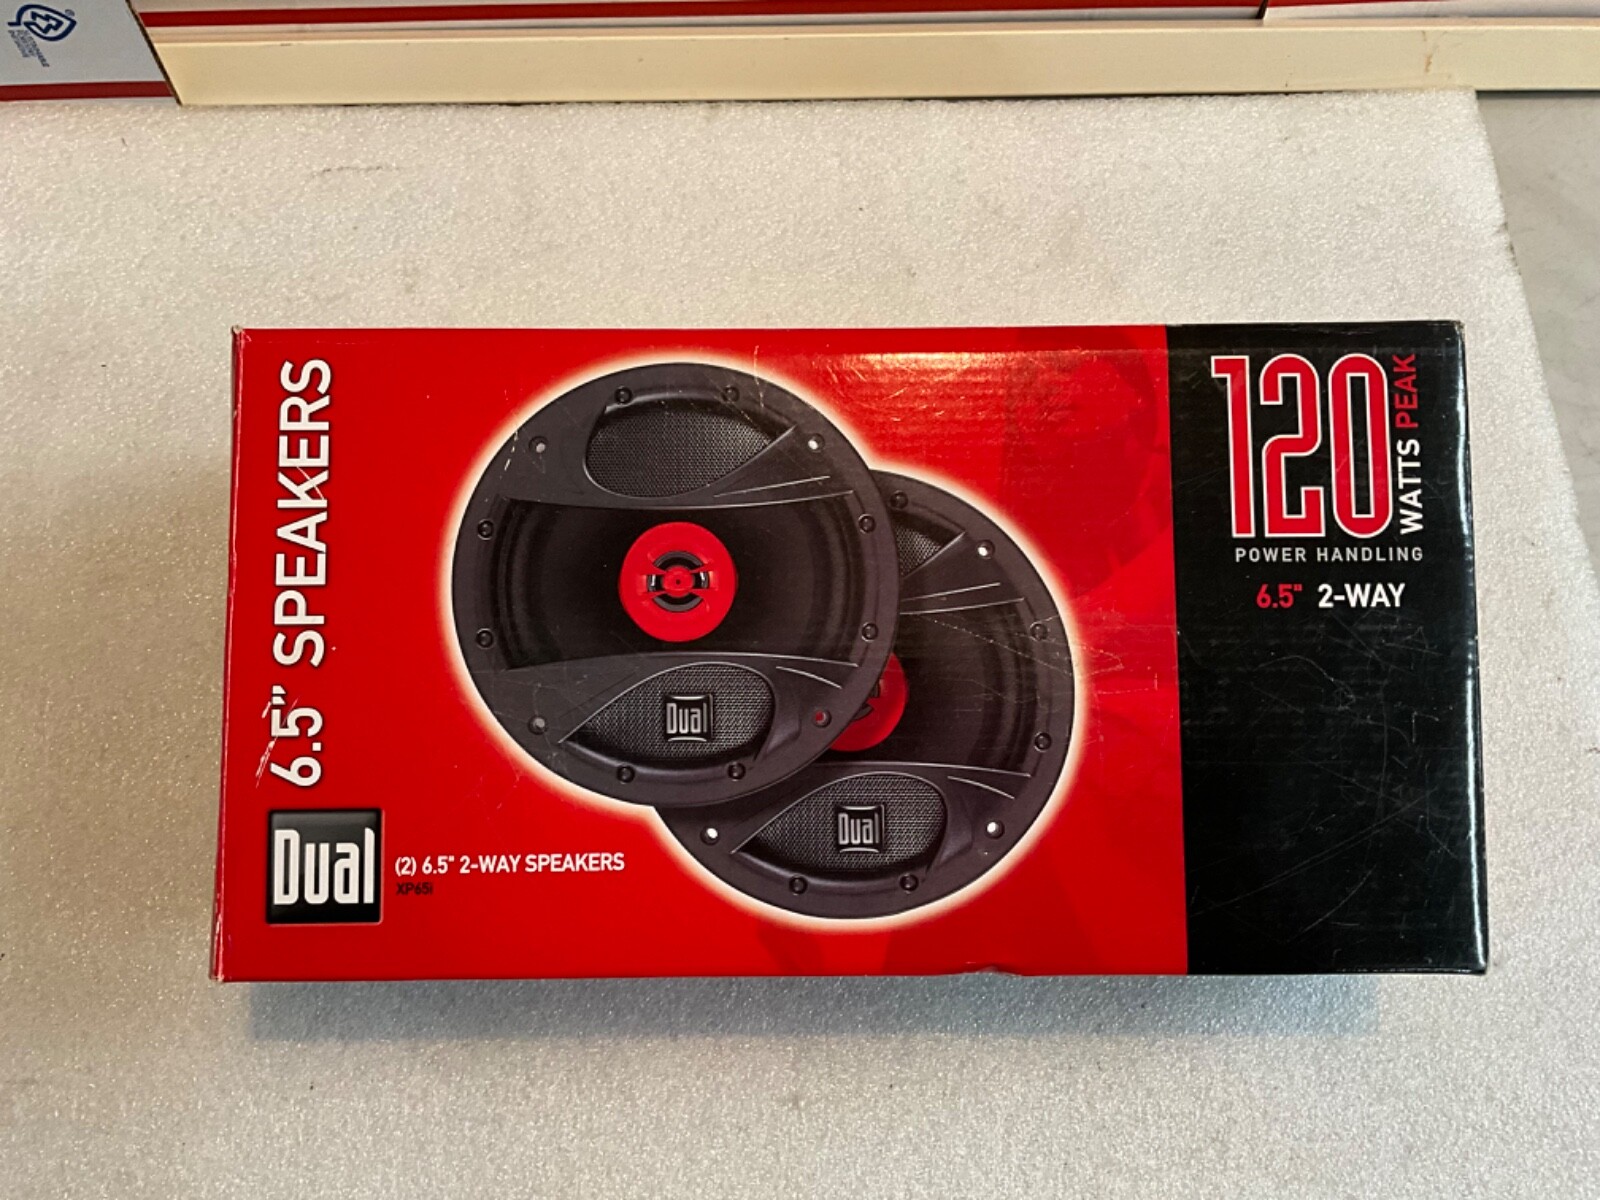 6.5" SPEAKERS
Dual
(2) 6.5" 2-WAY SPEAKERS
XP65i
Dual
Dual
120
WATTS PEAK
POWER HANDLING
6.5" 2-WAY